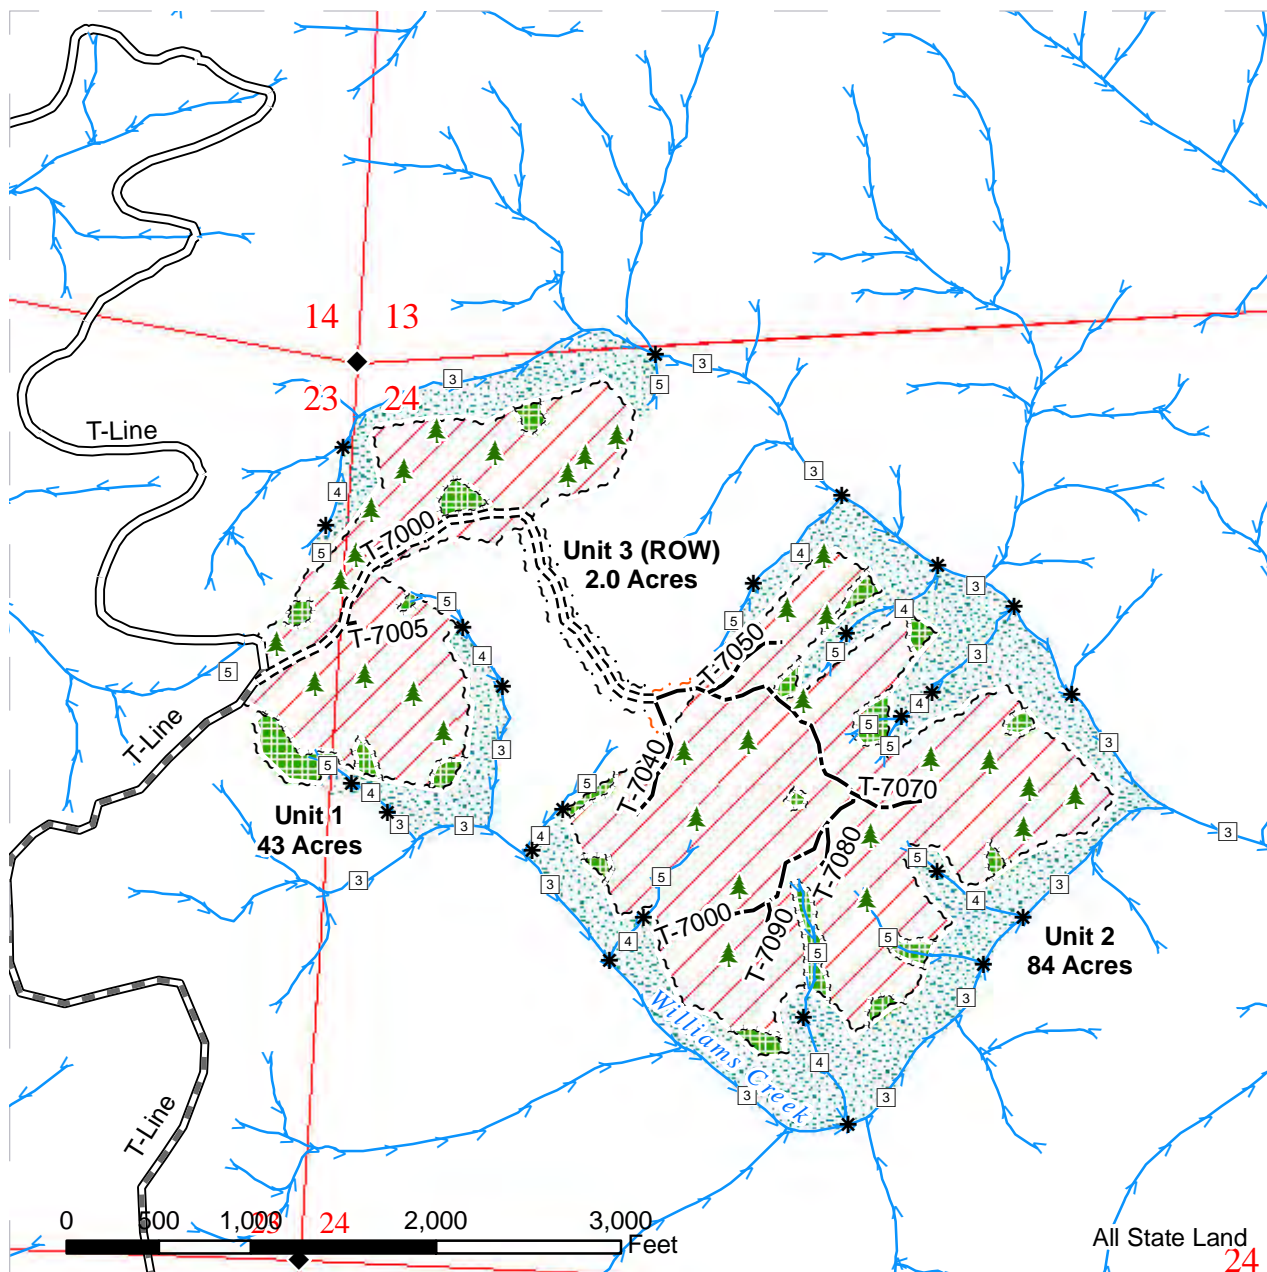 14 13
3
3
5
23 24
T-Line
3
4
T-7000
5
Unit 3 (ROW)
2.0 Acres
4
3
5
4
T-7005
5
T-7050
5
3
4
5
4
T-Line
5
5
3
3
T-7040
5
5
T-7070
4
Unit 1
43 Acres
3
3
4
3
T-7080
5
3
5
3
4
T-7000
T-7090
4
5
5
Unit 2
84 Acres
3
Williams Creek
4
3
3
T-Line
0 500 1,000 2,000 3,000
Feet
23 24
All State Land
24